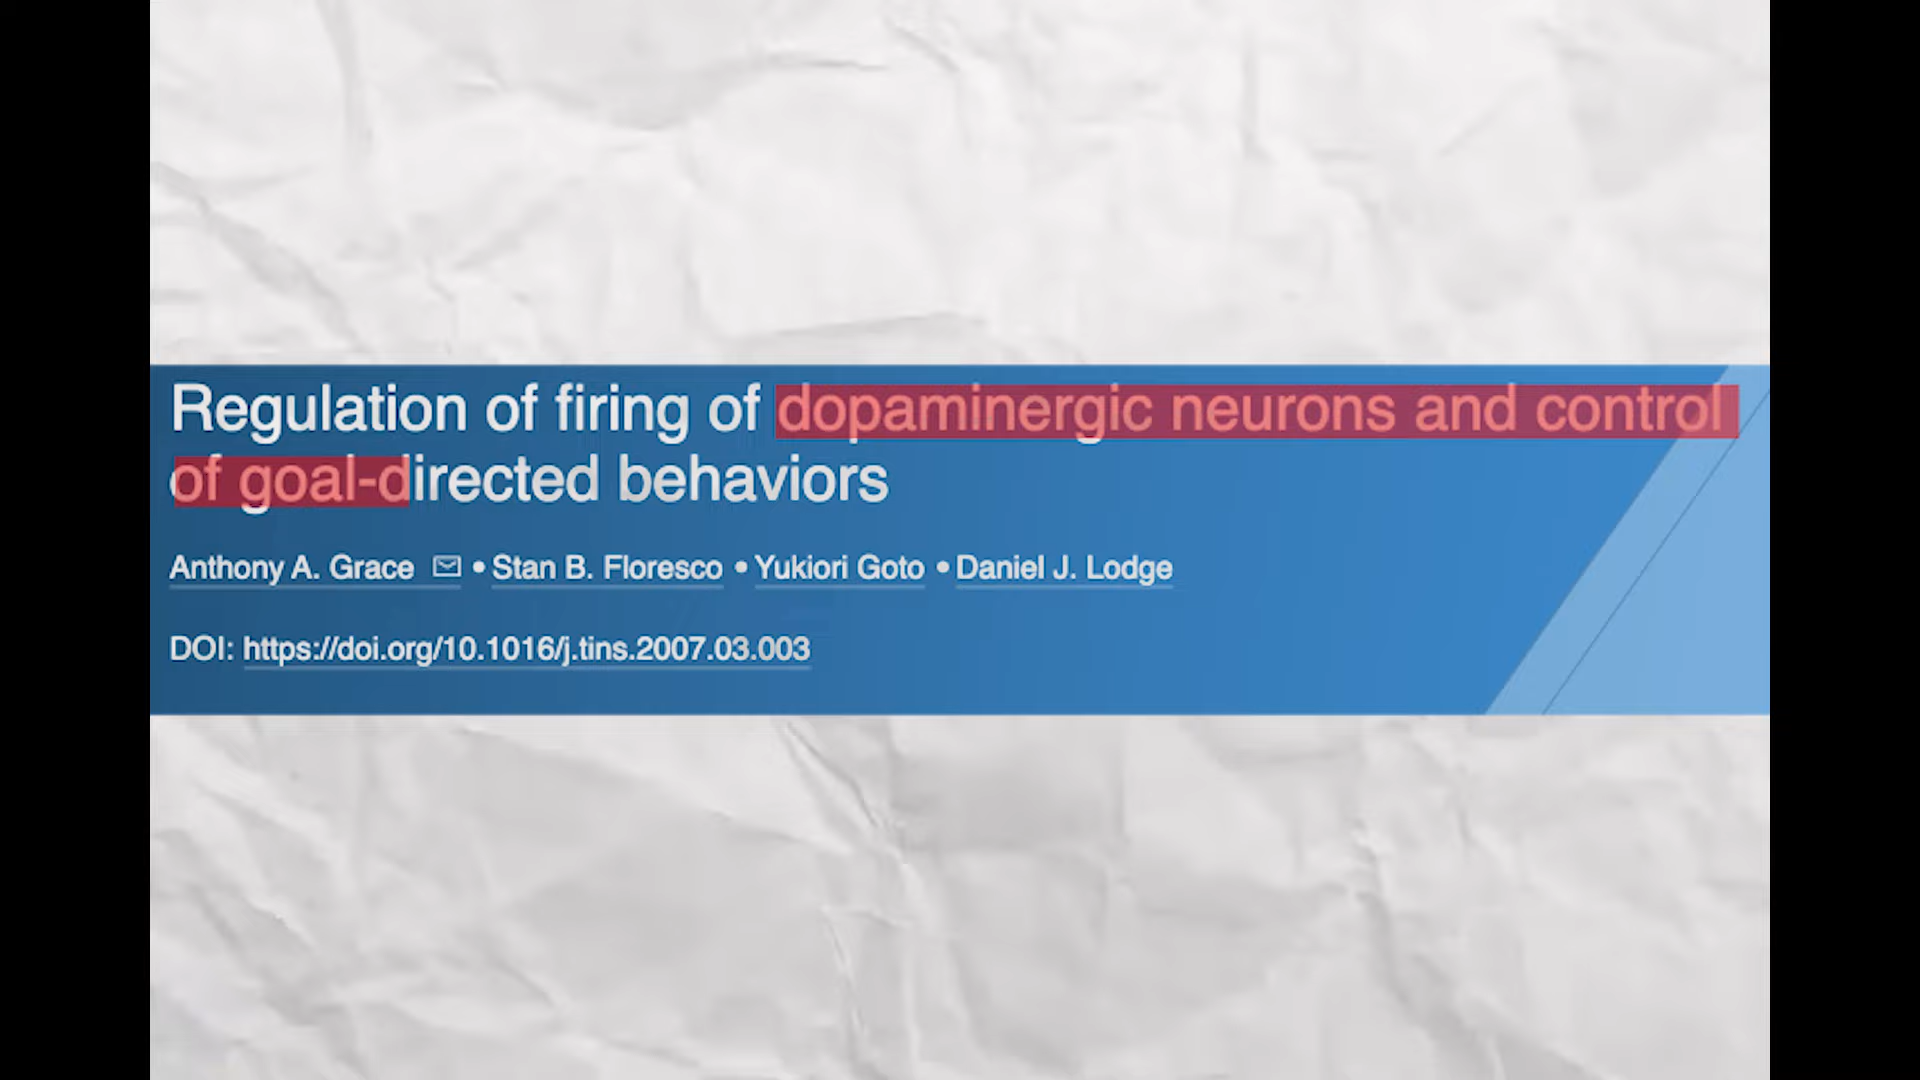 Regulation of firing of dopaminergic neurons and control
of goal-directed behaviors
Anthony A. Grace • Stan B. Floresco • Yukiori Goto • Daniel J. Lodge
DOI: https://doi.org/10.1016/j.tins.2007.03.003